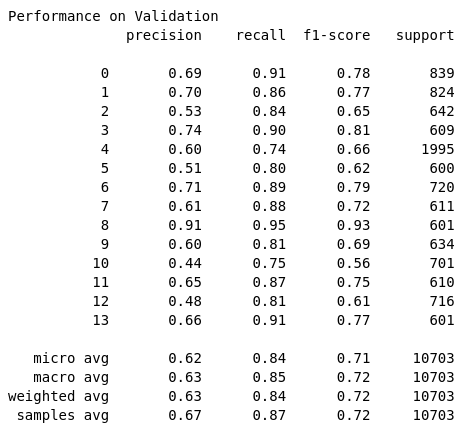 Performance on Validation
precision recall f1-score support
0 0.69 0.91 0.78 839
1 0.70 0.86 0.77 824
2 0.53 0.84 0.65 642
3 0.74 0.90 0.81 609
4 0.60 0.74 0.66 1995
5 0.51 0.80 0.62 600
6 0.71 0.89 0.79 720
7 0.61 0.88 0.72 611
8 0.91 0.95 0.93 601
9 0.60 0.81 0.69 634
10 0.44 0.75 0.56 701
11 0.65 0.87 0.75 610
12 0.48 0.81 0.61 716
13 0.66 0.91 0.77 601
micro avg 0.62 0.84 0.71 10703
macro avg 0.63 0.85 0.72 10703
weighted avg 0.63 0.84 0.72 10703
samples avg 0.67 0.87 0.72 10703